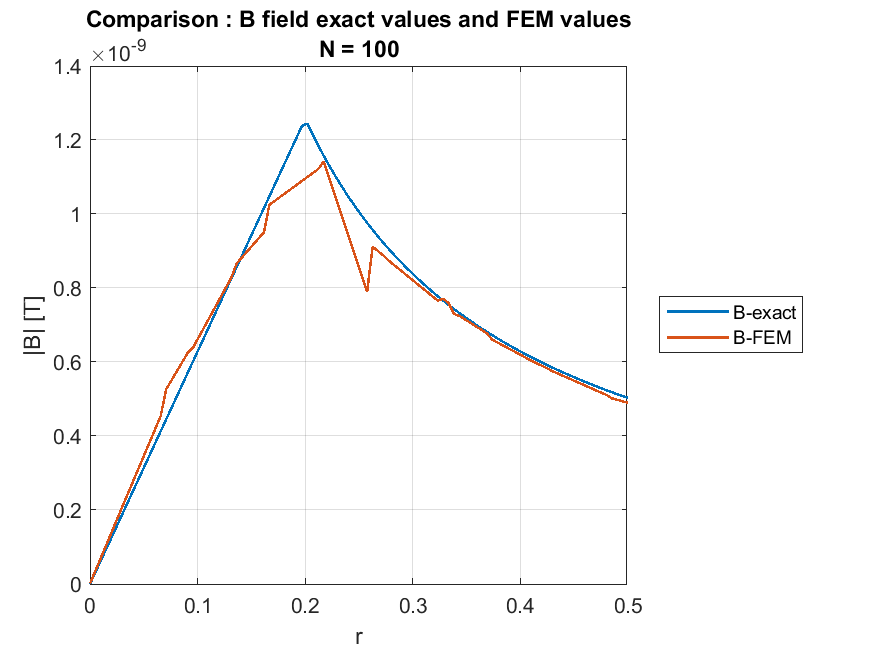 Comparison : B field exact values and FEM values
N = 100
×10-9
1.4
1.2
1
0.8
0.6
0.4
0.2
0
0 0.1 0.2 0.3 0.4 0.5
r
|B| [T]
B-exact
B-FEM